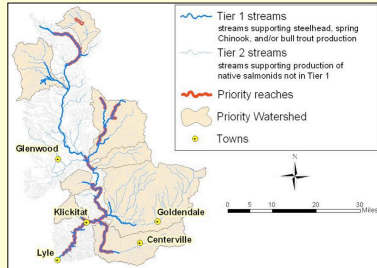 Tier 1 streams
streams supporting steelhead, spring
Chinook, and/or bull trout production
Tier 2 streams
streams supporting production of
native salmonids not in Tier 1
Priority reaches
Priority Watershed
Towns
Glenwood
Klickitat
Goldendale
Centerville
Lyle
0 5 10 20 30
Miles